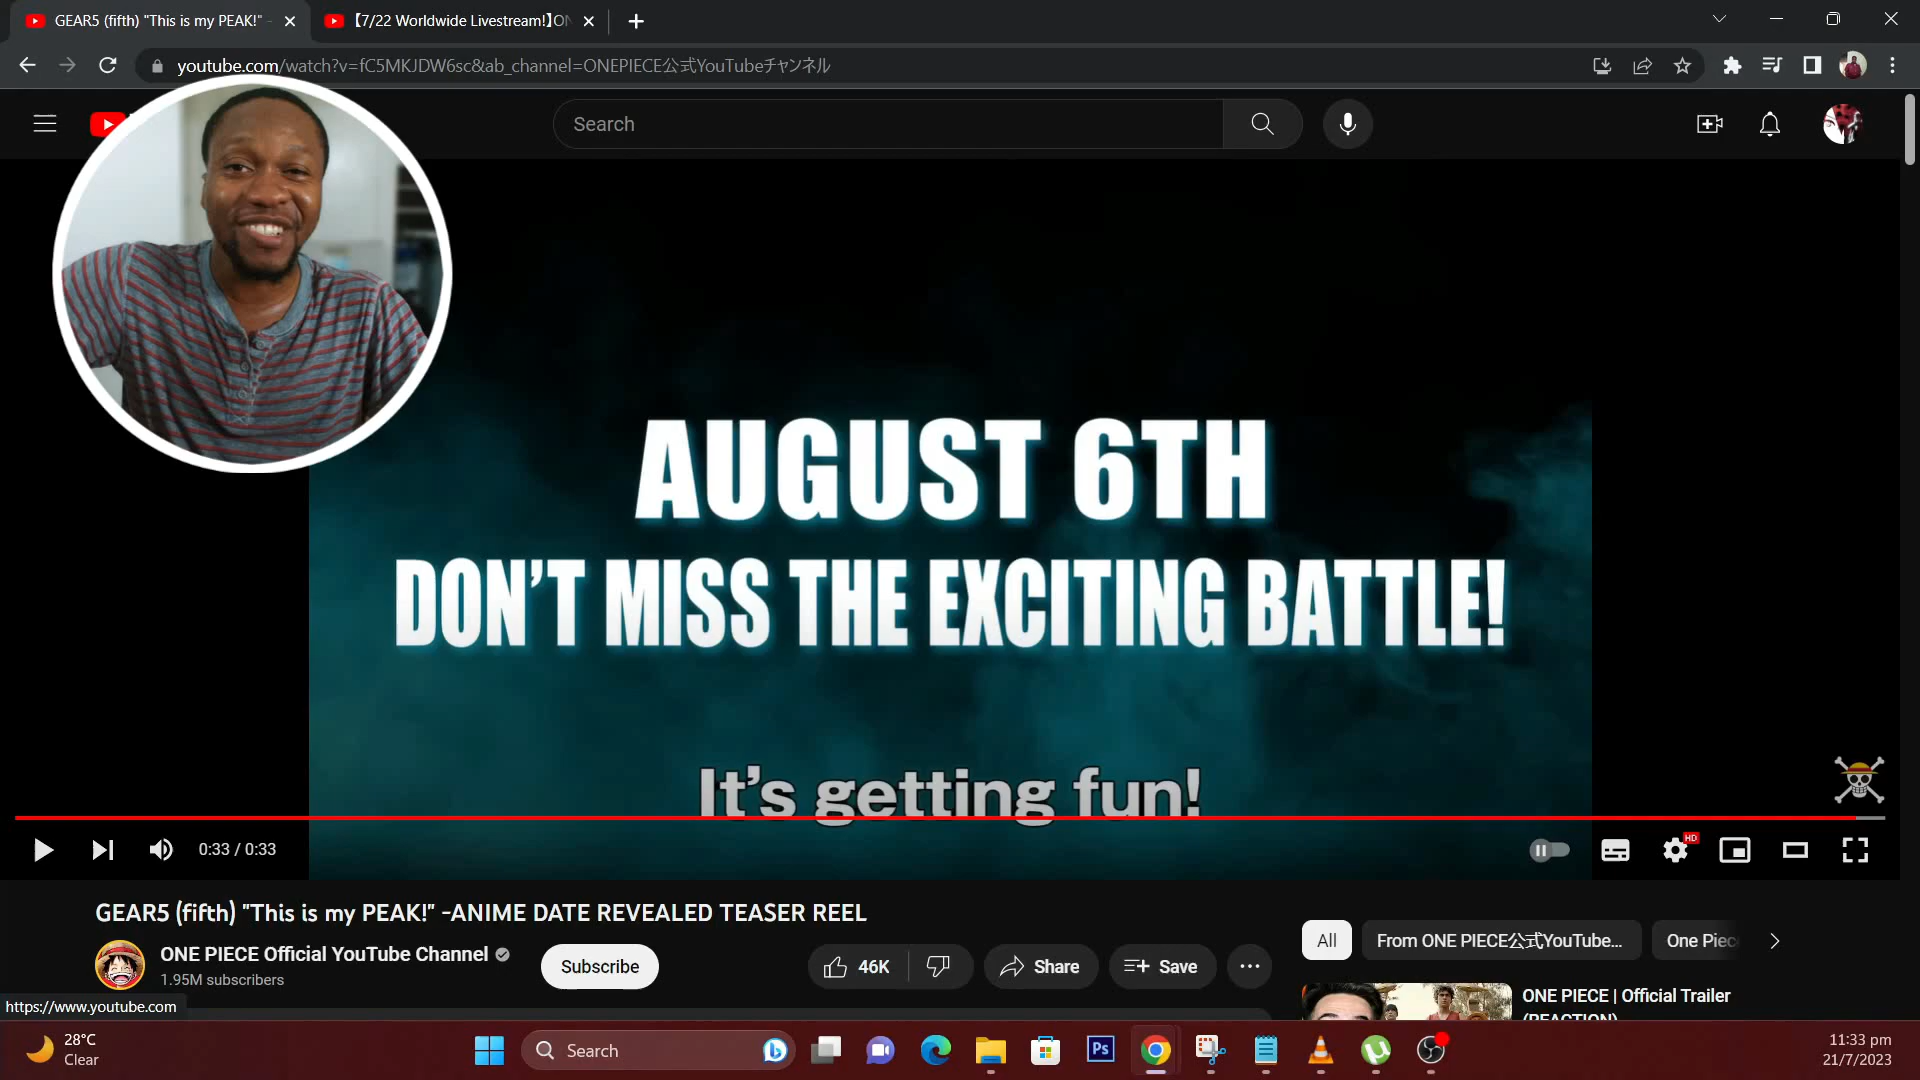 GEAR5 (fifth) "This is my PEAK!" -
【7/22 Worldwide Livestream!】ON
youtube.com/watch?v=fC5MKJDW6sc&ab_channel=ONEPIECE公式YouTubeチャンネル
Search
AUGUST 6TH
DON'T MISS THE EXCITING BATTLE!
It's getting fun!
0:33 / 0:33
HD
GEAR5 (fifth) "This is my PEAK!" -ANIME DATE REVEALED TEASER REEL
ONE PIECE Official YouTube Channel
1.95M subscribers
Subscribe
46K
Share
Save
All
From ONE PIECE公式YouTube...
One Piec
ONE PIECE | Official Trailer
(REACTION)
https://www.youtube.com
28°C
Clear
Search
Ps
11:33 pm
21/7/2023